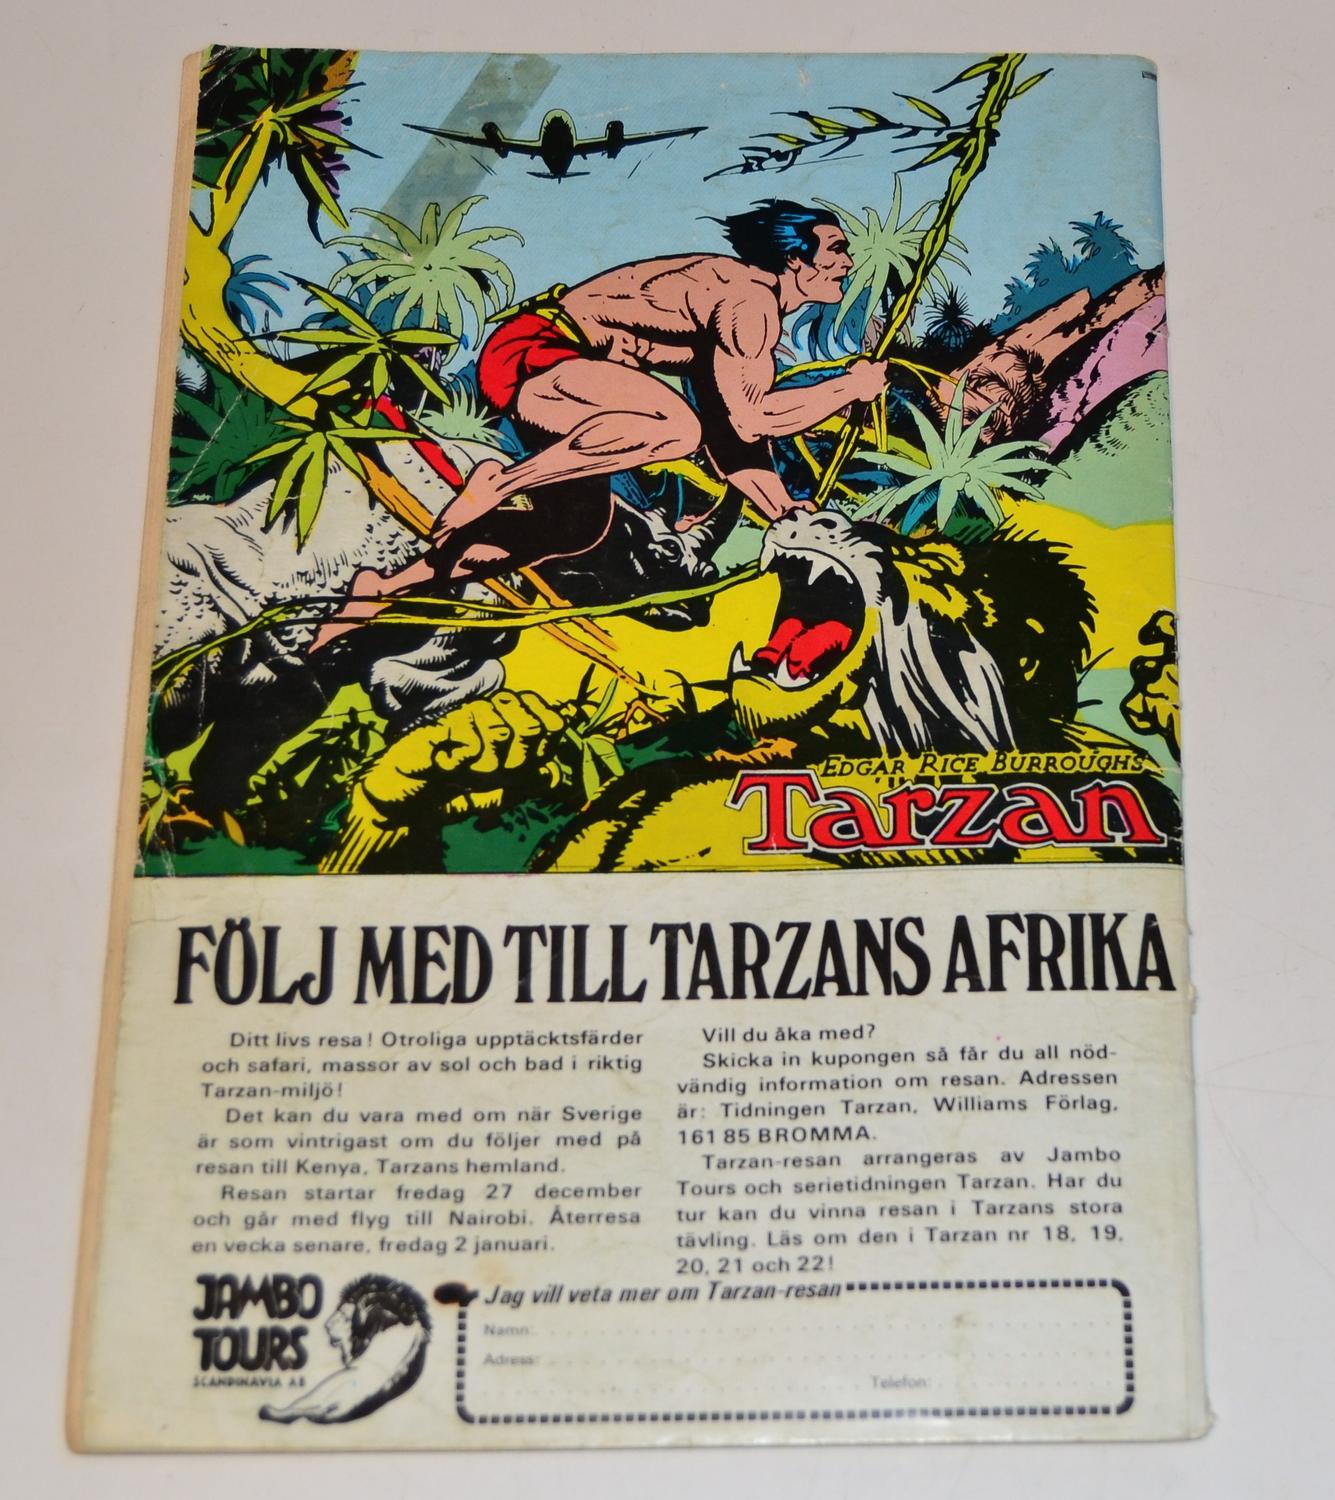 EDGAR RICE BURROUGHS
Tarzan
FÖLJ MED TILL TARZANS AFRIKA
Ditt livs resa! Otroliga upptäcktsfärder
och safari, massor av sol och bad i riktig
Tarzan-miljö!
Det kan du vara med om när Sverige
är som vintrigast om du följer med på
resan till Kenya, Tarzans hemland.
Resan startar fredag 27 december
och går med flyg till Nairobi. Återresa
en vecka senare, fredag 2 januari.
Vill du åka med?
Skicka in kupongen så får du all nöd-
vändig information om resan. Adressen
är: Tidningen Tarzan, Williams Förlag,
161 85 BROMMA.
Tarzan-resan arrangeras av Jambo
Tours och serietidningen Tarzan. Har du
tur kan du vinna resan i Tarzans stora
tävling. Läs om den i Tarzan nr 18, 19,
20, 21 och 22!
JAMBO
TOURS
SCANDINAVIA AB
Jag vill veta mer om Tarzan-resan
Namn:
Adress:
Telefon: